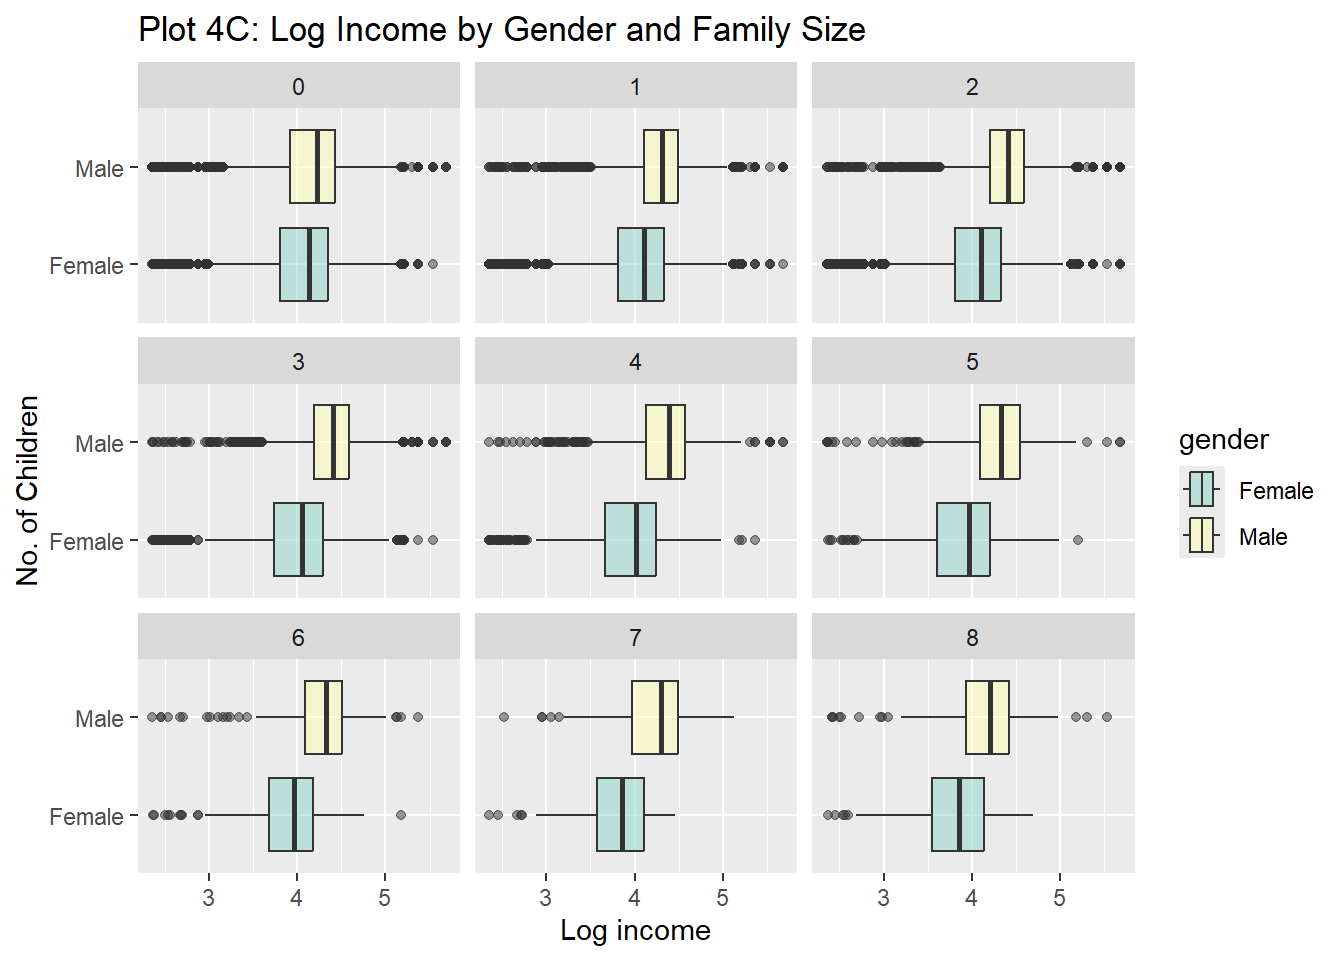 Plot 4C: Log Income by Gender and Family Size
0
1
2
Male
Female
3
4
5
Male
Female
6
7
8
Male
Female
3 4 5 3 4 5 3 4 5
Log income
No. of Children
gender
Female
Male